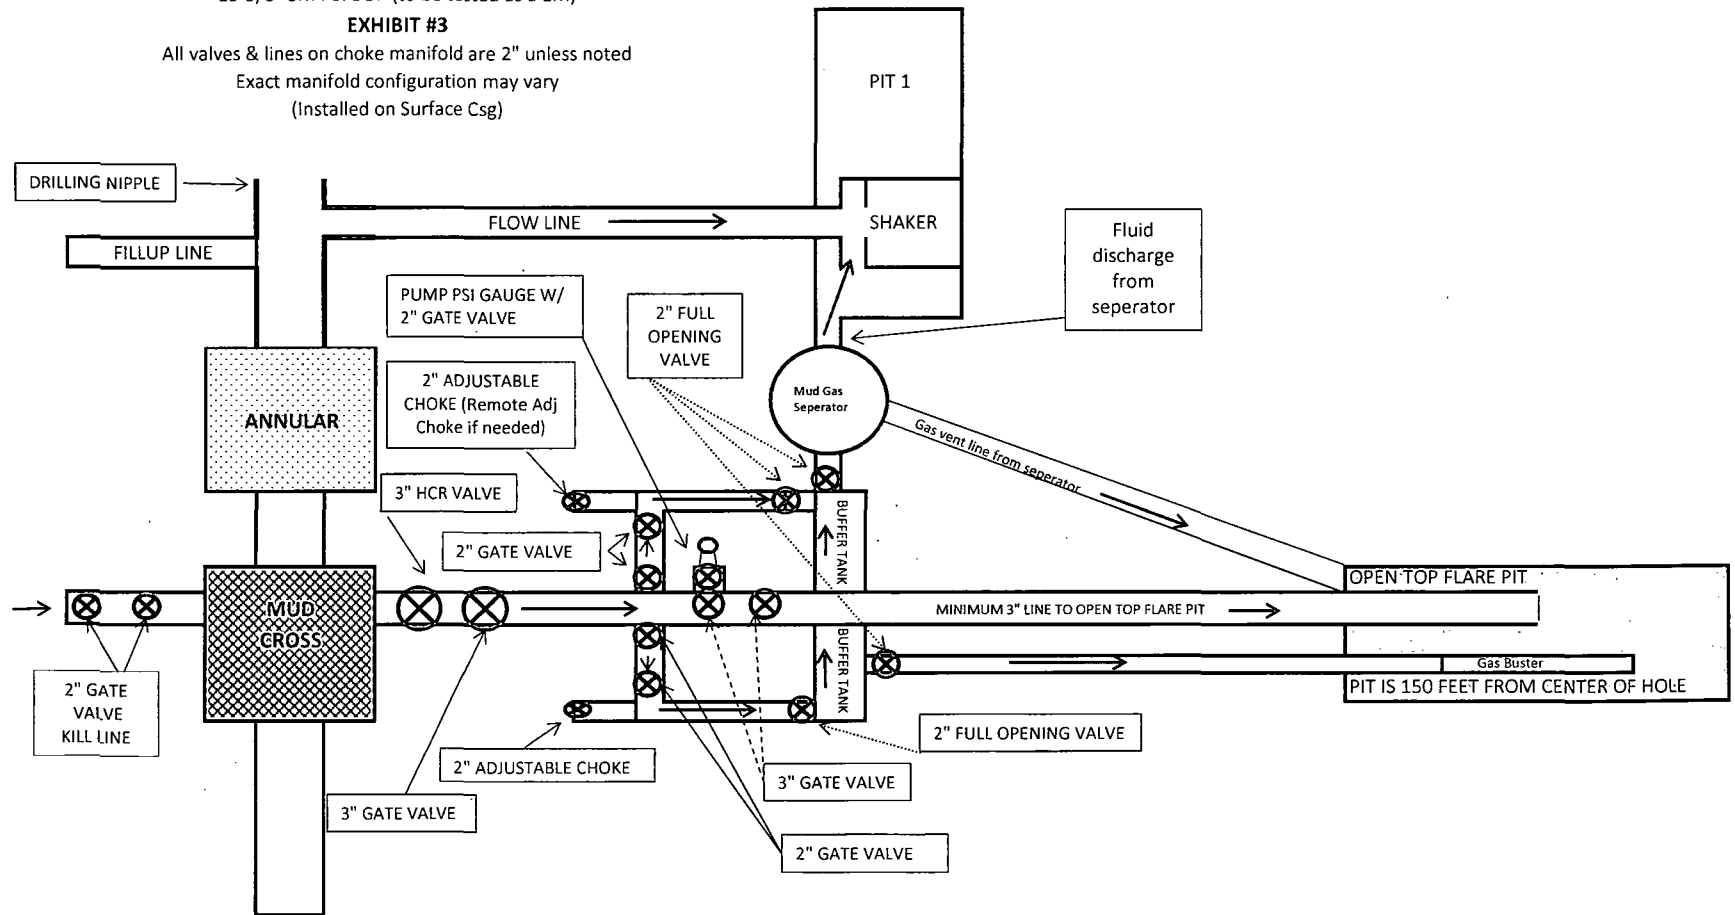 EXHIBIT #3
All valves & lines on choke manifold are 2" unless noted
Exact manifold configuration may vary
(Installed on Surface Csg)
PIT 1
DRILLING NIPPLE
FLOW LINE
SHAKER
FILLUP LINE
Fluid
discharge
from
seperator
PUMP PSI GAUGE W/
2" GATE VALVE
2" FULL
OPENING
VALVE
2" ADJUSTABLE
CHOKE (Remote Adj
Choke if needed)
Mud Gas
Seperator
ANNULAR
Gas vent line from seperator
3" HCR VALVE
2" GATE VALVE
BUFFER TANK
OPEN TOP FLARE PIT
MUD
CROSS
MINIMUM 3" LINE TO OPEN TOP FLARE PIT
BUFFER TANK
Gas Buster
PIT IS 150 FEET FROM CENTER OF HOLE
2" GATE
VALVE
KILL LINE
2" FULL OPENING VALVE
2" ADJUSTABLE CHOKE
3" GATE VALVE
3" GATE VALVE
2" GATE VALVE